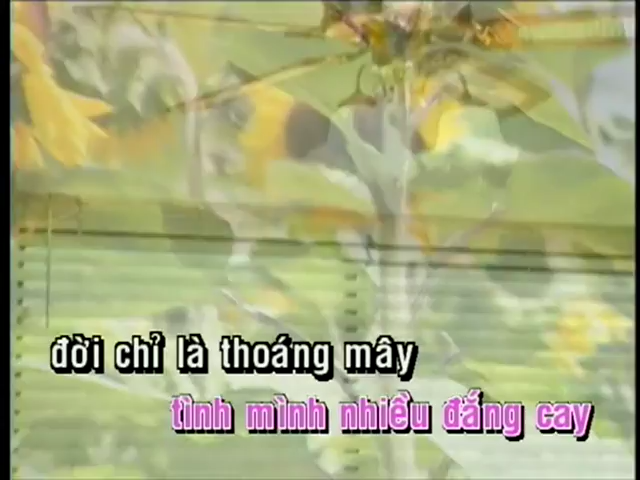 đời chỉ là thoáng mây
tình mình nhiều đắng cay